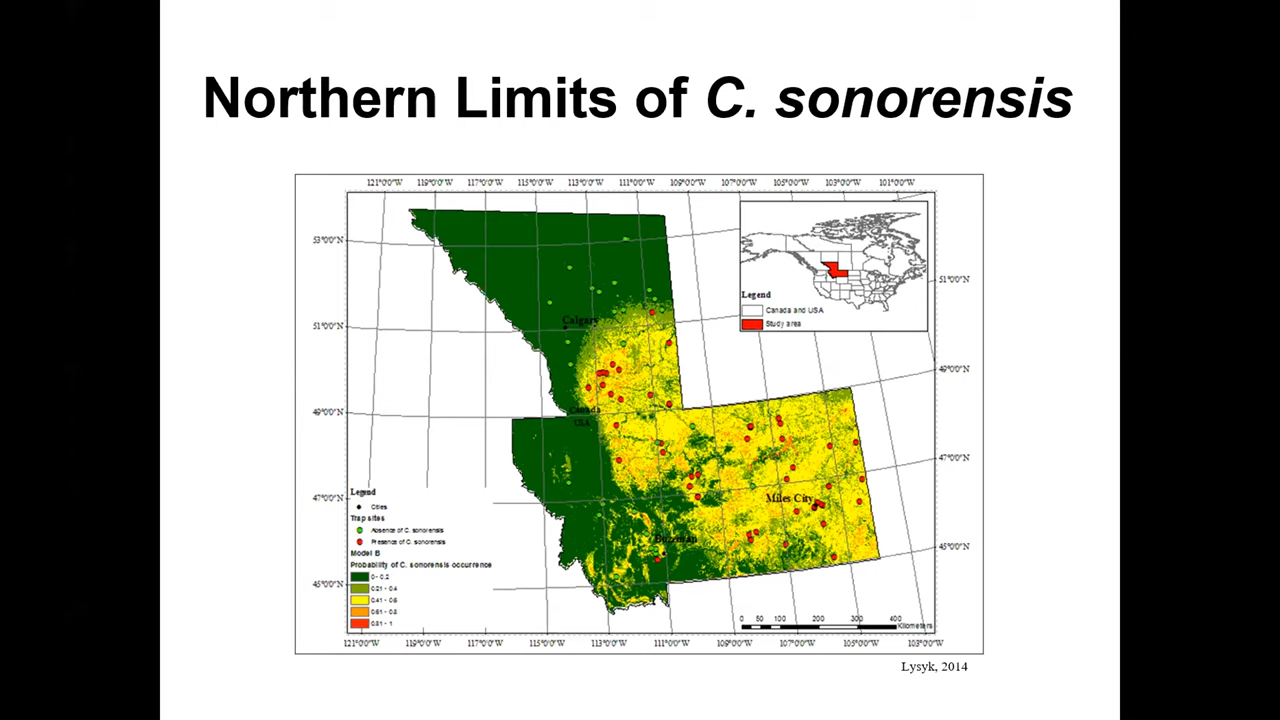 Northern Limits of C. sonorensis
121°0'0"W 119°0'0"W 117°0'0"W 115°0'0"W 113°0'0"W 111°0'0"W 109°0'0"W 107°0'0"W 105°0'0"W 103°0'0"W 101°0'0"W
53°0'0"N
51°0'0"N
49°0'0"N
47°0'0"N
45°0'0"N
Legend
Canada and USA
Study area
51°0'0"N
49°0'0"N
47°0'0"N
45°0'0"N
Calgary
Canada
USA
Miles City
Bozeman
Legend
Cities
Trap sites
Absence of C. sonorensis
Presence of C. sonorensis
Model B
Probability of C. sonorensis occurrence
0 - 0.2
0.21 - 0.4
0.41 - 0.6
0.61 - 0.8
0.81 - 1
0 50 100 200 300 400
Kilometers
121°0'0"W 119°0'0"W 117°0'0"W 115°0'0"W 113°0'0"W 111°0'0"W 109°0'0"W 107°0'0"W 105°0'0"W 103°0'0"W
Lysyk, 2014